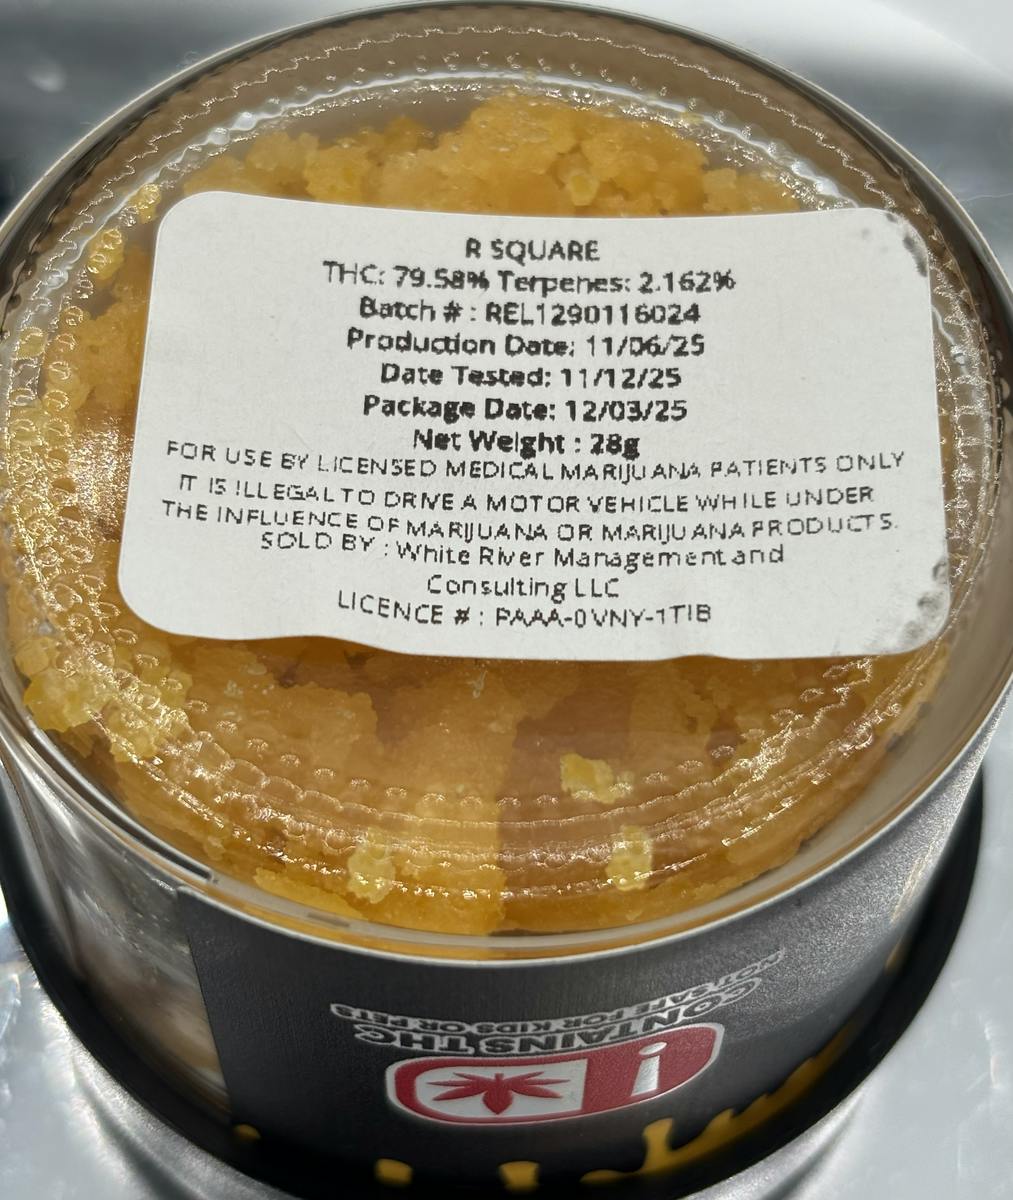 R SQUARE
THC: 79.58% Terpenes: 2.162%
Batch # : REL1290116024
Production Date: 11/06/25
Date Tested: 11/12/25
Package Date: 12/03/25
Net Weight : 28g
FOR USE BY LICENSED MEDICAL MARIJUANA PATIENTS ONLY
IT IS ILLEGAL TO DRIVE A MOTOR VEHICLE WHILE UNDER
THE INFLUENCE OF MARIJUANA OR MARIJUANA PRODUCTS.
SOLD BY : White River Management and
Consulting LLC
LICENCE # : PAAA-0VNY-1TIB
!
CONTAINS THC
NOT SAFE FOR KIDS OR PETS